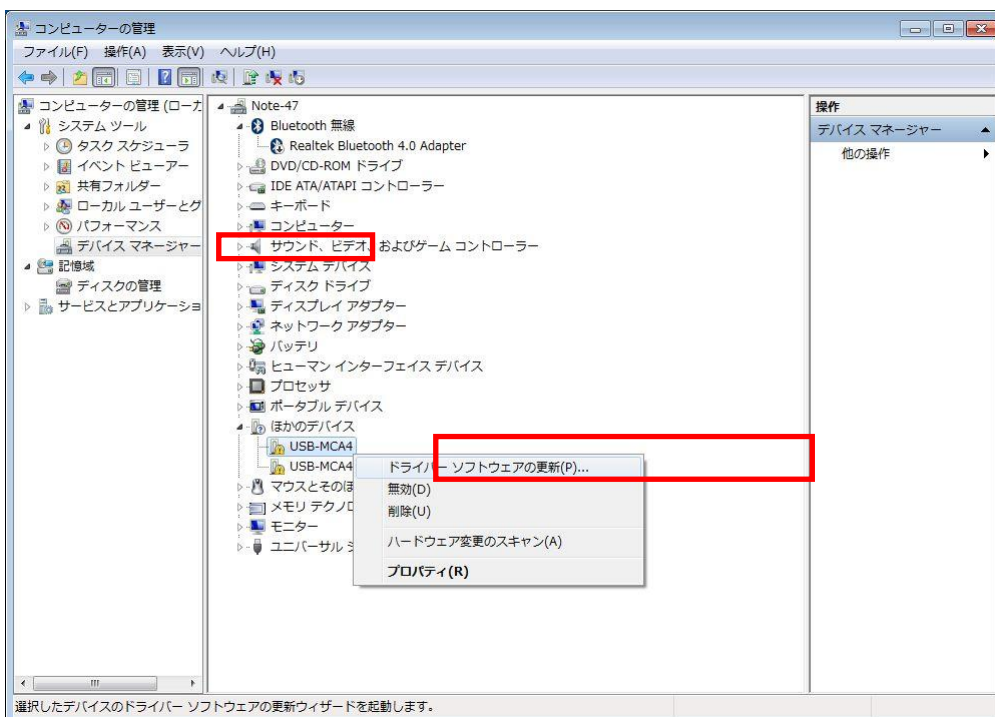 コンピューターの管理
ファイル(F) 操作(A) 表示(V) ヘルプ(H)
コンピューターの管理 (ローカ
システム ツール
タスク スケジューラ
イベント ビューアー
共有フォルダー
ローカル ユーザーとグ
パフォーマンス
デバイス マネージャー
記憶域
ディスクの管理
サービスとアプリケーショ
Note-47
Bluetooth 無線
Realtek Bluetooth 4.0 Adapter
DVD/CD-ROM ドライブ
IDE ATA/ATAPI コントローラー
キーボード
コンピューター
サウンド、ビデオ、およびゲーム コントローラー
システム デバイス
ディスク ドライブ
ディスプレイ アダプター
ネットワーク アダプター
バッテリ
ヒューマン インターフェイス デバイス
プロセッサ
ポータブル デバイス
ほかのデバイス
USB-MCA4
USB-MCA4
マウスとそのほ
メモリ テクノロ
モニター
ユニバーサル シ
ドライバー ソフトウェアの更新(P)...
無効(D)
削除(U)
ハードウェア変更のスキャン(A)
プロパティ(R)
操作
デバイス マネージャー
他の操作
選択したデバイスのドライバー ソフトウェアの更新ウィザードを起動します。